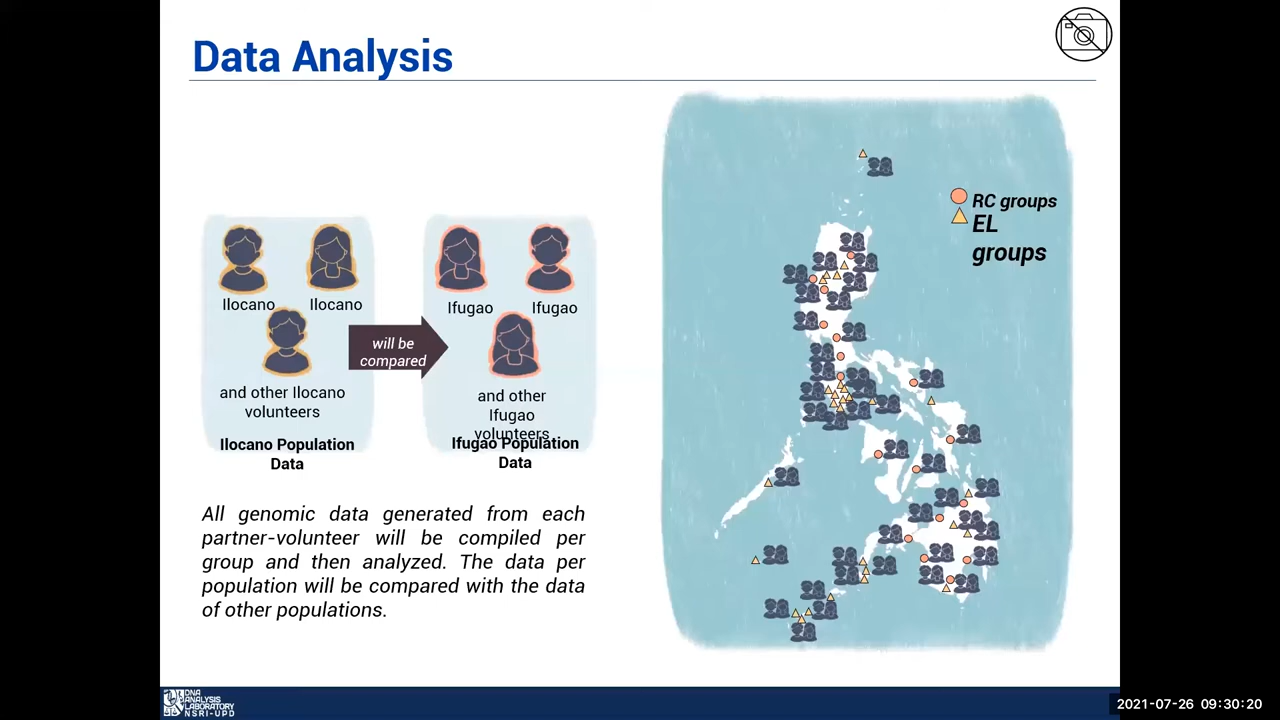 Data Analysis
RC groups
EL
groups
Ilocano
Ilocano
and other Ilocano
volunteers
Ilocano Population
Data
will be
compared
Ifugao
Ifugao
and other
Ifugao
volunteers
Ifugao Population
Data
All genomic data generated from each
partner-volunteer will be compiled per
group and then analyzed. The data per
population will be compared with the data
of other populations.
DNA
ANALYSIS
LABORATORY
NSRI-UPD
2021-07-26 09:30:20